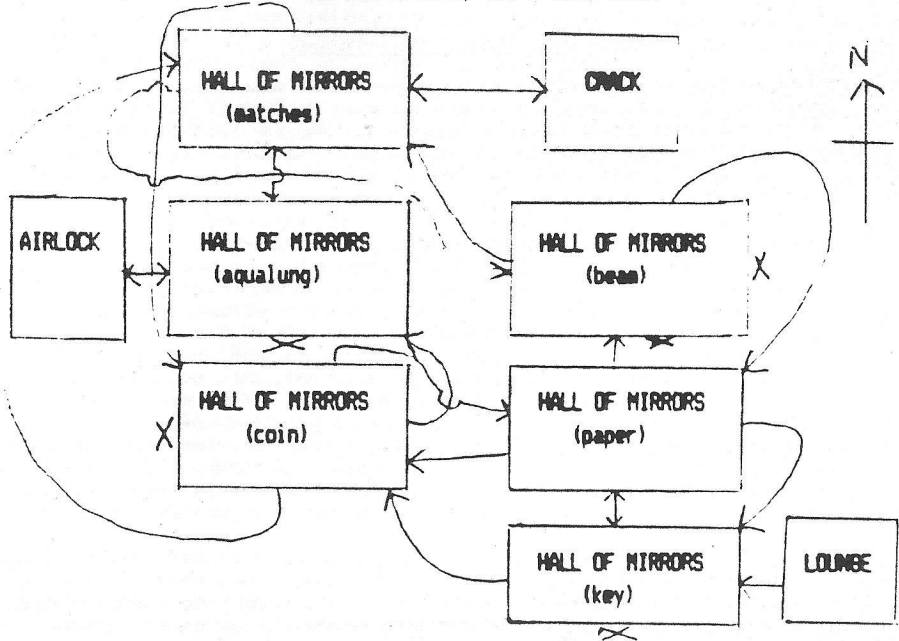 HALL OF MIRRORS
(matches)
CRACK
N
AIRLOCK
HALL OF MIRRORS
(aqualung)
HALL OF MIRRORS
(beam)
X
HALL OF MIRRORS
(coin)
X
HALL OF MIRRORS
(paper)
HALL OF MIRRORS
(key)
LOUNGE
X